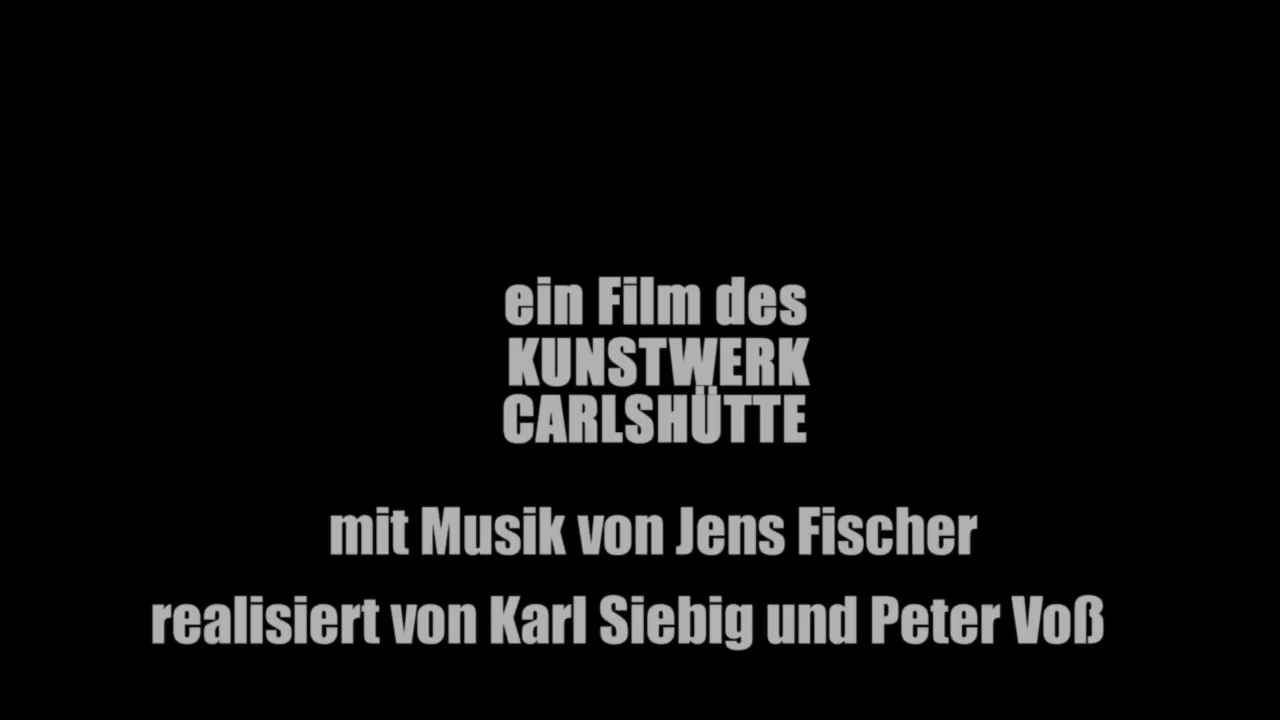 ein Film des
KUNSTWERK
CARLSHÜTTE
mit Musik von Jens Fischer
realisiert von Karl Siebig und Peter Voß